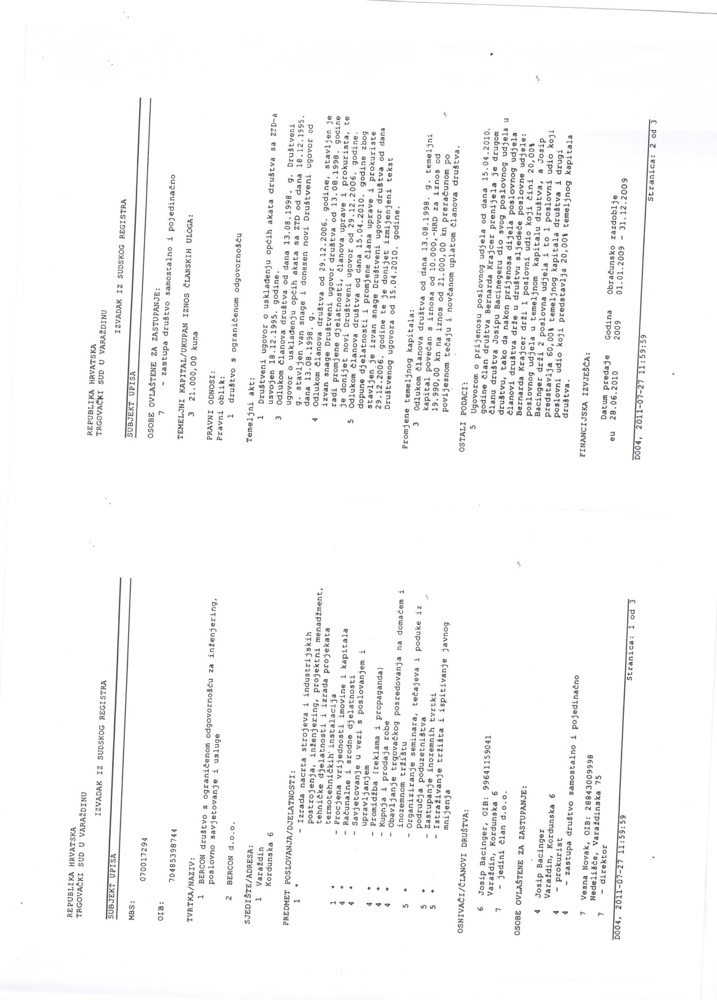 REPUBLIKA HRVATSKA
TRGOVAČKI SUD U VARAŽDINU
IZVADAK IZ SUDSKOG REGISTRA
SUBJEKT UPISA
MBS:
070017294
OIB:
70485398744
TVRTKA/NAZIV:
1 BERCON društvo s ograničenom odgovornošću za inženjering,
poslovno savjetovanje i usluge
2 BERCON d.o.o.
SJEDIŠTE/ADRESA:
1 Varaždin
Kordunska 6
PREDMET POSLOVANJA/DJELATNOSTI:
1 * - Izrada nacrta strojeva i industrijskih
postrojenja, inženjering, projektni menadžment,
tehničke djelatnosti i izrada projekata
termotehničkih instalacija
1 * - Procjena vrijednosti imovine i kapitala
4 * - Računalne i srodne djelatnosti
4 * - Savjetovanje u vezi s poslovanjem i
upravljanjem
4 * - Promidžba (reklama i propaganda)
4 * - Kupnja i prodaja robe
4 * - Obavljanje trgovačkog posredovanja na domaćem i
inozemnom tržištu
5 * - Organiziranje seminara, tečajeva i poduke iz
područja poduzetništva
5 * - Zastupanje inozemnih tvrtki
5 * - Istraživanje tržišta i ispitivanje javnog
mnijenja
OSNIVAČI/ČLANOVI DRUŠTVA:
6 Josip Bacinger, OIB: 99641159041
Varaždin, Kordunska 6
7 - jedini član d.o.o.
OSOBE OVLAŠTENE ZA ZASTUPANJE:
4 Josip Bacinger
Varaždin, Kordunska 6
4 - prokurist
4 - zastupa društvo samostalno i pojedinačno
7 Vesna Novak, OIB: 28843009998
Nedelišće, Varaždinska 75
7 - direktor
D004, 2011-07-27 11:59:59
Stranica: 1 od 3
REPUBLIKA HRVATSKA
TRGOVAČKI SUD U VARAŽDINU
IZVADAK IZ SUDSKOG REGISTRA
SUBJEKT UPISA
OSOBE OVLAŠTENE ZA ZASTUPANJE:
7 - zastupa društvo samostalno i pojedinačno
TEMELJNI KAPITAL/UKUPAN IZNOS ČLANSKIH ULOGA:
3 21.000,00 kuna
PRAVNI ODNOSI:
Pravni oblik:
1 društvo s ograničenom odgovornošću
Temeljni akt:
1 Društveni ugovor o usklađenju općih akata društva sa ZTD-a
usvojen 18.12.1995. godine.
3 Odlukom članova društva od dana 13.08.1998. g. Društveni
ugovor o usklađenju općih akata sa ZTD od dana 18.12.1995.
g. stavljen van snage i donesen novi Društveni ugovor od
dana 13.08.1998. g.
4 Odlukom članova društva od 29.12.2006. godine, stavljen je
izvan snage Društveni ugovor društva od 13.08.1998. godine
radi promjene djelatnosti, članova uprave i prokurista, te
je donijet novi Društveni ugovor od 29.12.2006. godine.
5 Odlukom članova društva od dana 15.04.2010. godine zbog
dopune djelatnosti i promjene člana uprave i prokuriste
stavljen je izvan snage Društveni ugovor društva od dana
29.12.2006. godine te je donijet izmijenjeni tekst
Društvenog ugovora od 15.04.2010. godine.
Promjene temeljnog kapitala:
3 Odlukom članova društva od dana 13.08.1998. g. temeljni
kapital povećan s iznosa od 10.000,-HRD za iznos od
19.990,00 kn na iznos od 21.000,00 kn preračunom po
povijesnom tečaju i novčanom uplatom članova društva.
OSTALI PODACI:
5 Ugovorom o prijenosu poslovnog udjela od dana 15.04.2010.
godine član društva Bernarda Krajcer prenijela je drugom
članu društva Josipu Bacinegeru dio svog poslovnog udjela u
društvu, tako da nakon prijenosa dijela poslovnog udjela
članovi društva drže u društvu sljedeće poslovne udjele:
Bernarda Krajcer drži 1 poslovni udio koji čini 20,00%
poslovnog udjela u temeljnom kapitalu društva, a Josip
Bacinger drži 2 poslovna udjela i to 1 poslovni udio koji
predstavlja 60,00% temeljnog kapitala društva i drugi
poslovni udio koji predstavlja 20,00% temeljnog kapitala
društva.
FINANCIJSKA IZVJEŠĆA:
Datum predaje Godina Obračunsko razdoblje
eu 28.06.2010 2009 01.01.2009 - 31.12.2009
D004, 2011-07-27 11:59:59
Stranica: 2 od 3